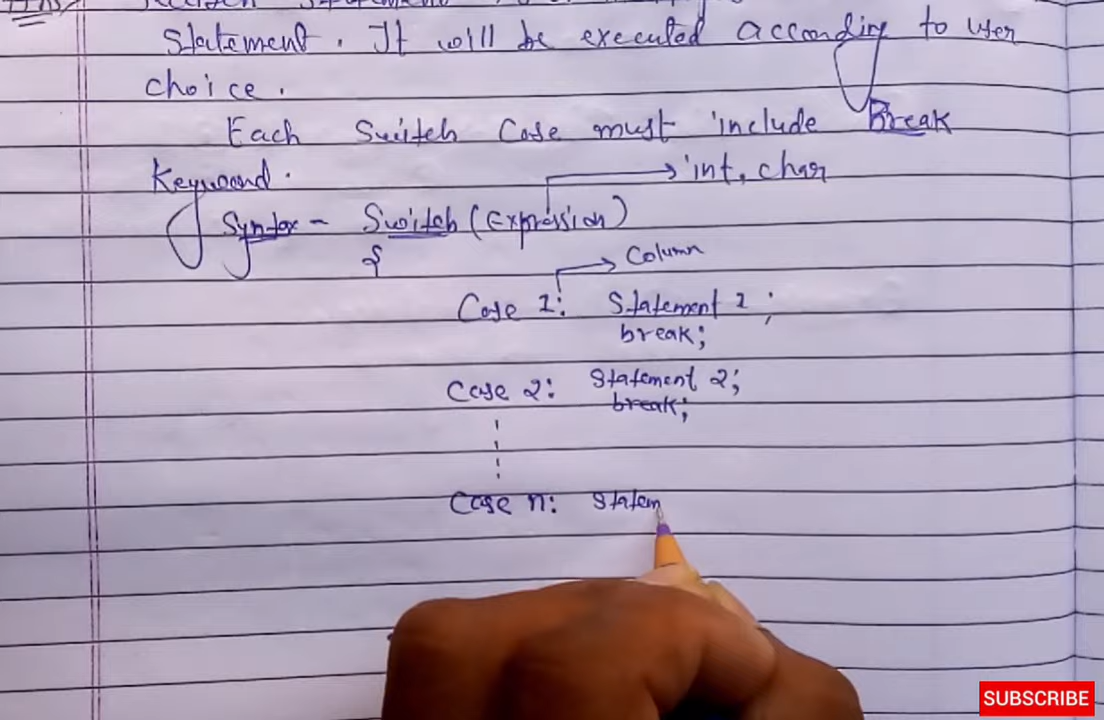 Statement. It will be executed according to user
choice.
Each Switch Case must include Break
Keyword.
int, char
Syntax - Switch (Expression)
{
Column
Case 1: Statement 1;
break;
Case 2: Statement 2;
break;
Case n: Statem
SUBSCRIBE